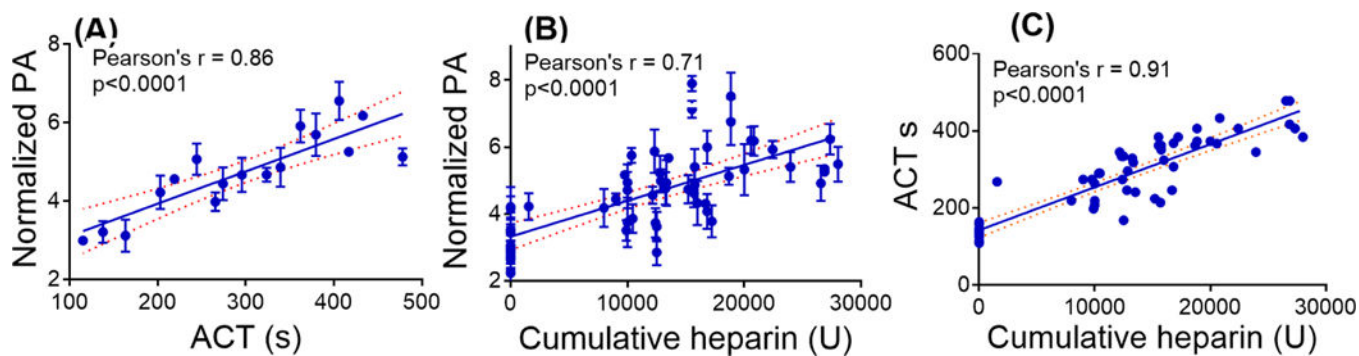 (A)
Pearson's r = 0.86
p<0.0001
Normalized PA
8
6
4
2
100
200
300
400
500
ACT (s)
(B)
Pearson's r = 0.71
p<0.0001
Normalized PA
8
6
4
2
0
10000
20000
30000
Cumulative heparin (U)
(C)
Pearson's r = 0.91
p<0.0001
ACT s
600
400
200
0
0
10000
20000
30000
Cumulative heparin (U)